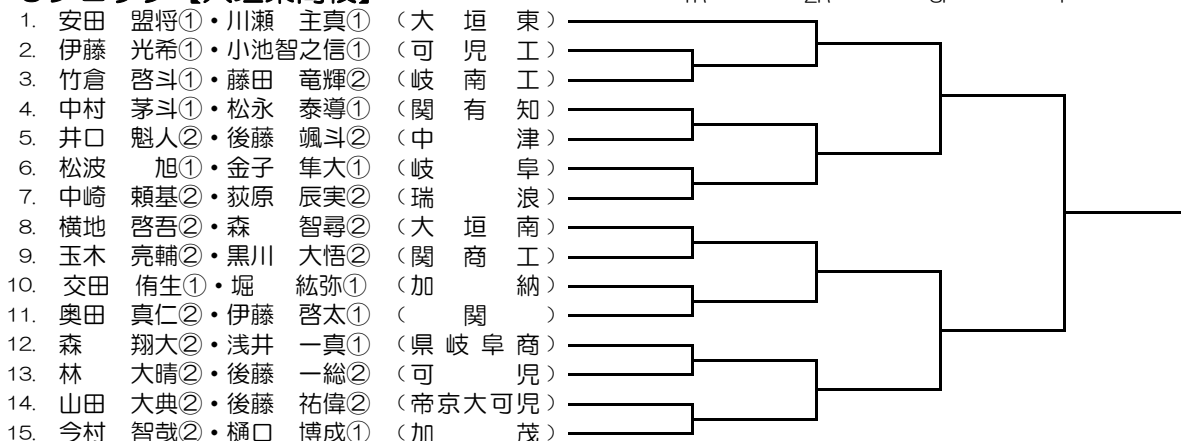 1. 安田 盟将①・川瀬 主真① （大垣東）
2. 伊藤 光希①・小池智之信① （可児工）
3. 竹倉 啓斗①・藤田 竜輝② （岐南工）
4. 中村 茅斗①・松永 泰導① （関有知）
5. 井口 魁人②・後藤 颯斗② （中津）
6. 松波 旭①・金子 隼大① （岐阜）
7. 中崎 頼基②・荻原 辰実② （瑞浪）
8. 横地 啓吾②・森 智尋② （大垣南）
9. 玉木 亮輔②・黒川 大悟② （関商工）
10. 交田 侑生①・堀 紘弥① （加納）
11. 奥田 真仁②・伊藤 啓太① （関）
12. 森 翔大②・浅井 一真① （県岐阜商）
13. 林 大晴②・後藤 一総② （可児）
14. 山田 大典②・後藤 祐偉② （帝京大可児）
15. 今村 智哉②・樋口 博成① （加茂）